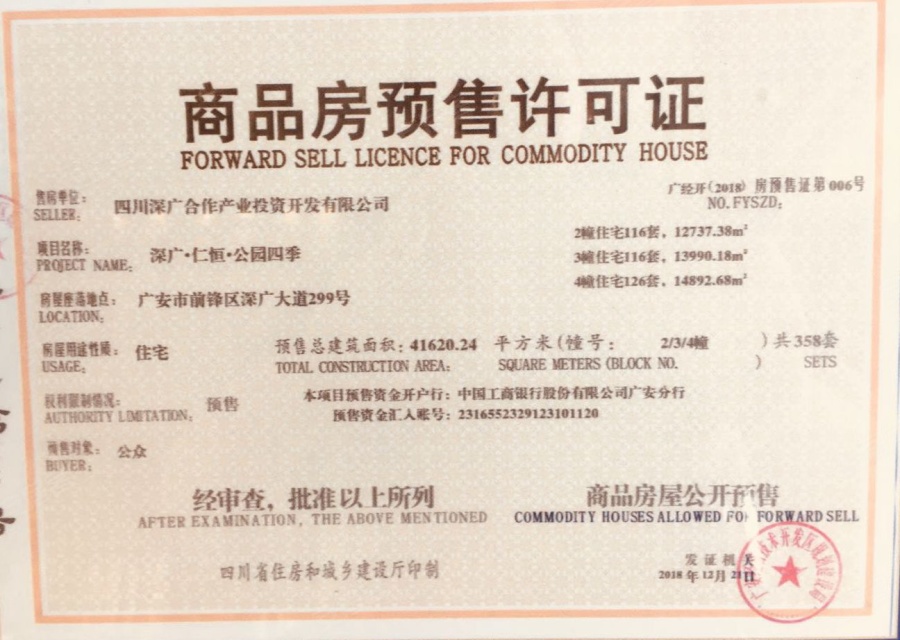 商品房预售许可证
FORWARD SELL LICENCE FOR COMMODITY HOUSE
广经开(2018) 房预售证第006号
NO.FYSZD:
售房单位: 四川深广合作产业投资开发有限公司
SELLER:
2幢住宅116套, 12737.38m²
项目名称: 深广·仁恒·公园四季
PROJECT NAME:
3幢住宅116套, 13990.18m²
4幢住宅126套, 14892.68m²
房屋座落地点: 广安市前锋区深广大道299号
LOCATION:
房屋用途性质: 住宅 预售总建筑面积: 41620.24 平方米(幢号: 2/3/4幢 )共358套
USAGE: TOTAL CONSTRUCTION AREA: SQUARE METERS (BLOCK NO. ) SETS
权利限制情况: 预售
AUTHORITY LIMITATION:
本项目预售资金开户行: 中国工商银行股份有限公司广安分行
预售资金汇入账号: 2316552329123101120
预售对象: 公众
BUYER:
经审查, 批准以上所列 商品房屋公开预售
AFTER EXAMINATION, THE ABOVE MENTIONED COMMODITY HOUSES ALLOWED FOR FORWARD SELL
发证机关
2018年12月21日
四川省住房和城乡建设厅印制